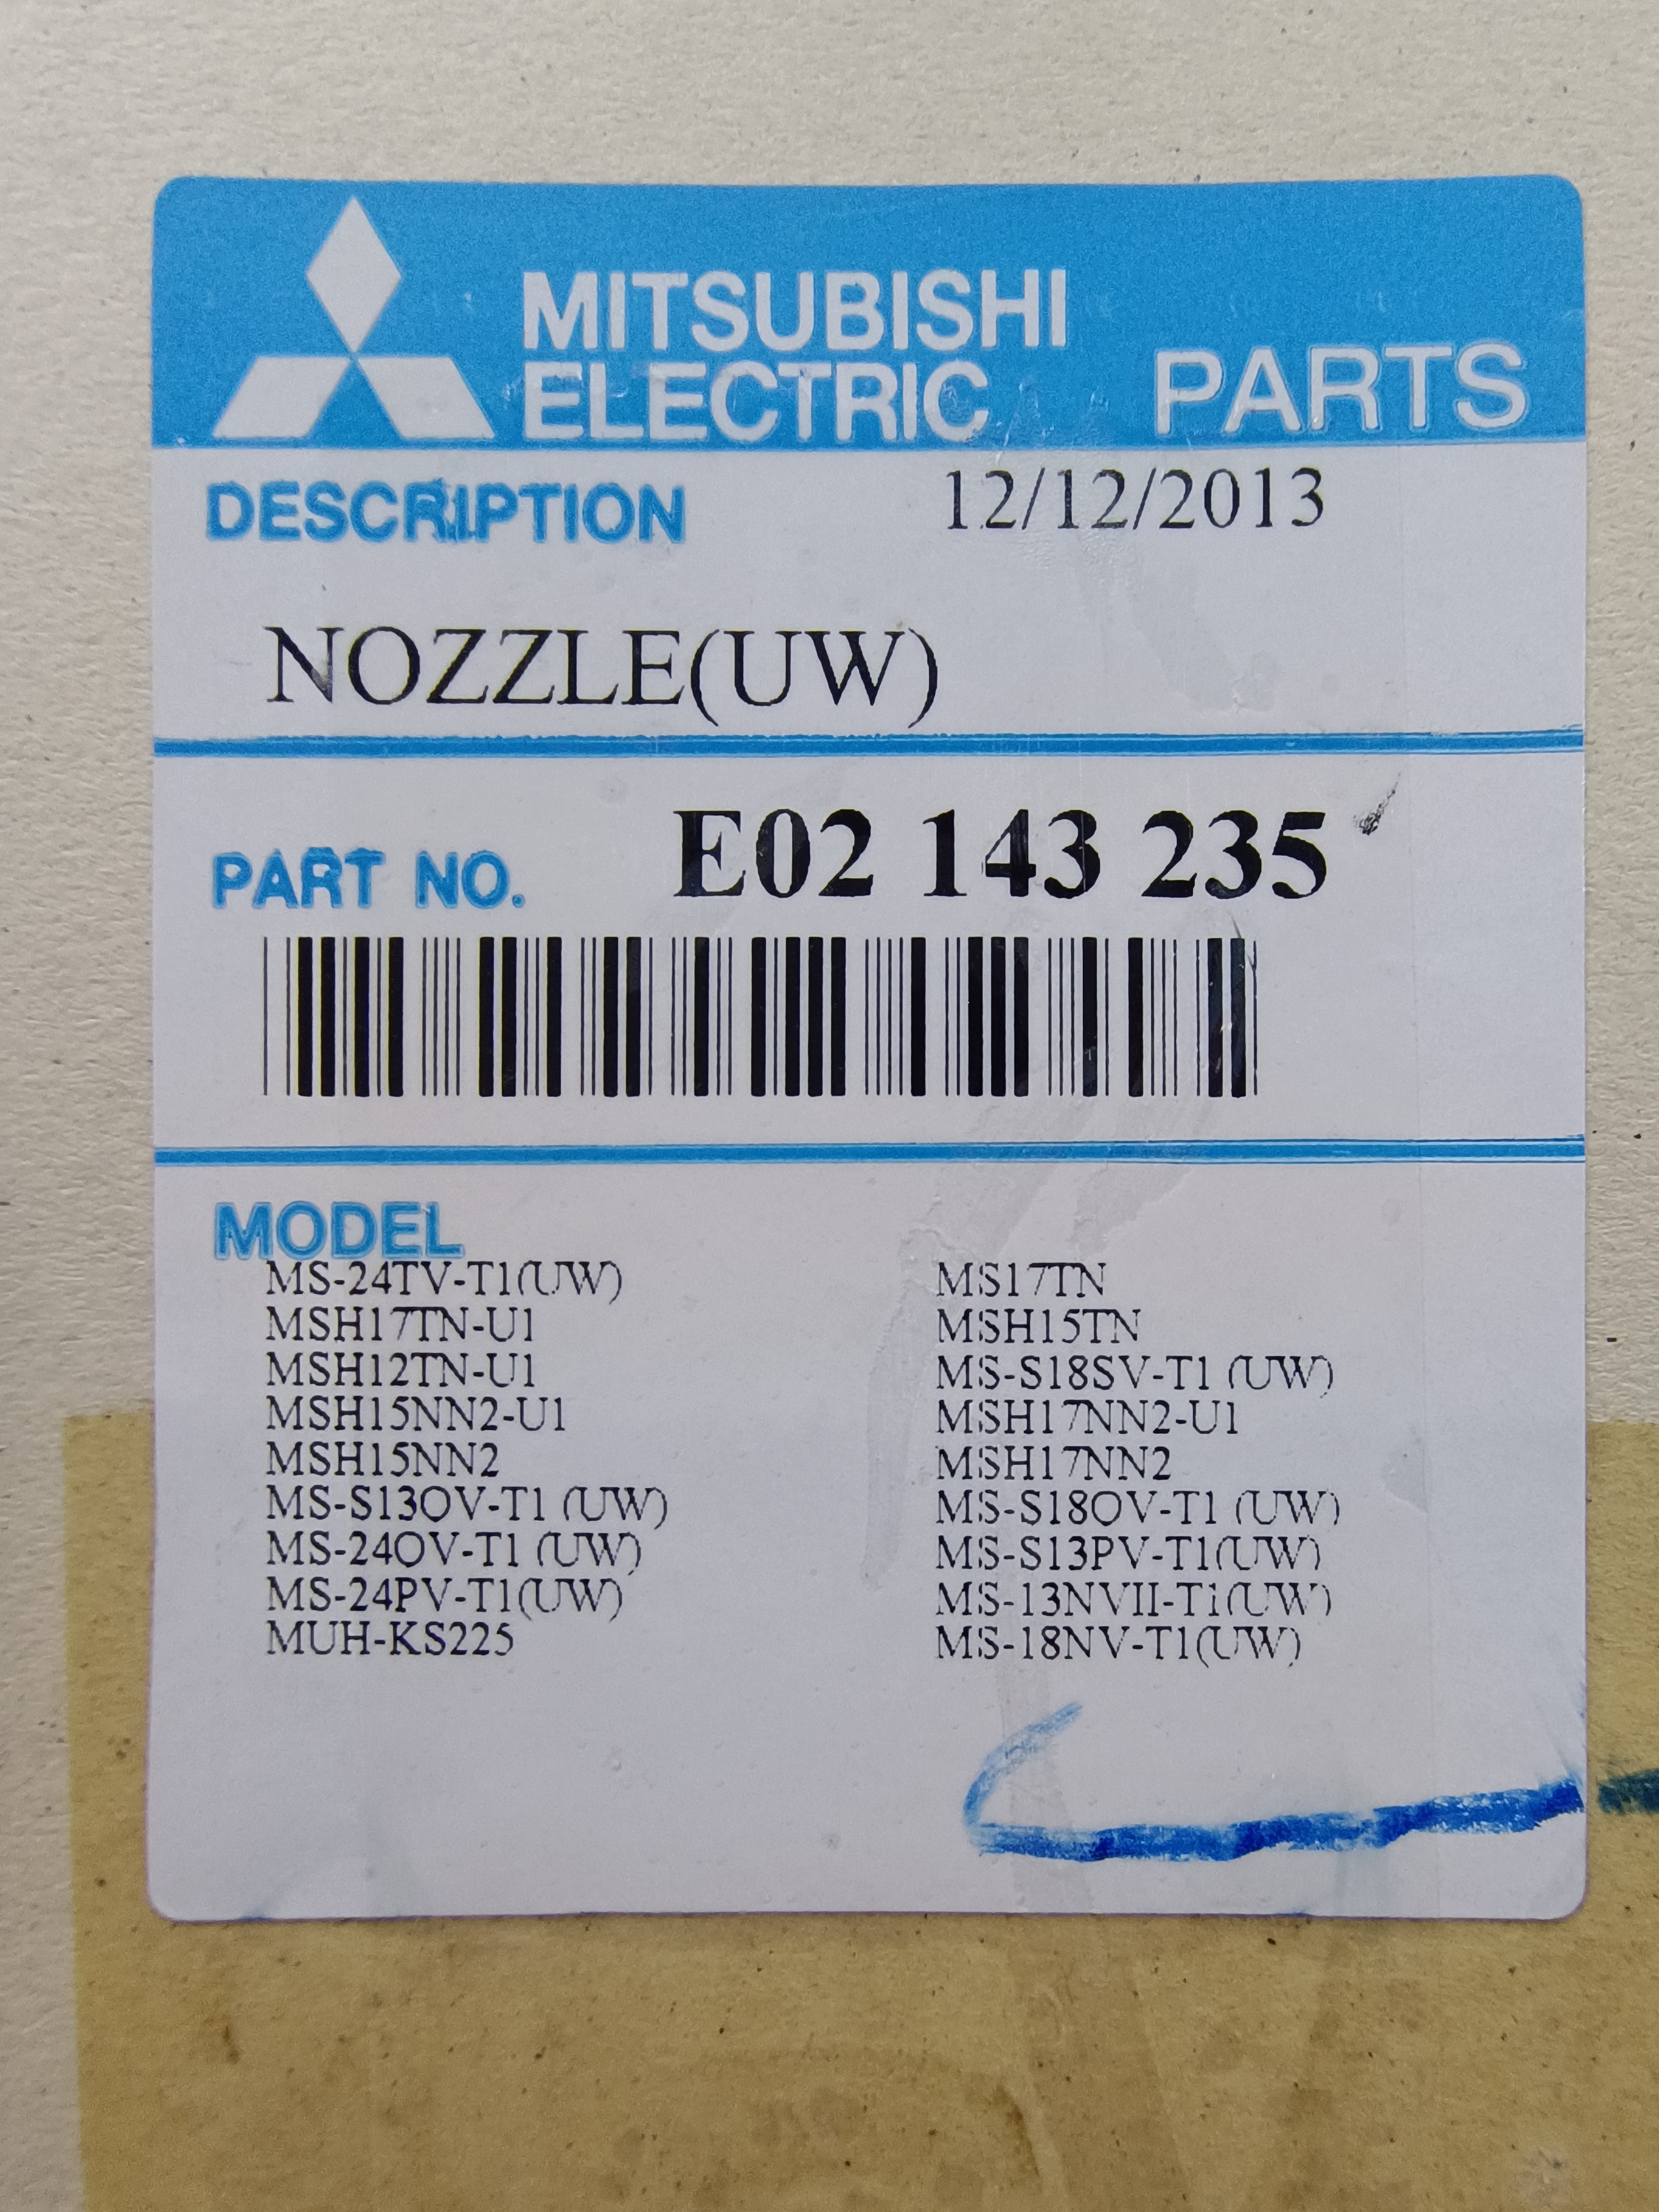 MITSUBISHI
ELECTRIC PARTS
DESCRIPTION 12/12/2013
NOZZLE(UW)
PART NO. E02 143 235
MODEL
MS-24TV-T1(UW) MS17TN
MSH17TN-U1 MSH15TN
MSH12TN-U1 MS-S18SV-T1 (UW)
MSH15NN2-U1 MSH17NN2-U1
MSH15NN2 MSH17NN2
MS-S13OV-T1 (UW) MS-S18OV-T1 (UW)
MS-24OV-T1 (UW) MS-S13PV-T1(UW)
MS-24PV-T1(UW) MS-13NVII-T1(UW)
MUH-KS225 MS-18NV-T1(UW)